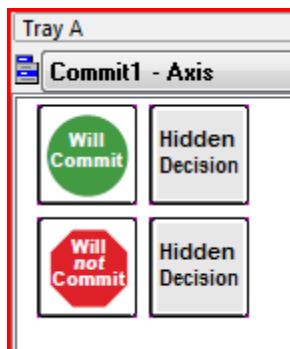 Tray A
Commit1 - Axis
Will
Commit
Hidden
Decision
Will
not
Commit
Hidden
Decision